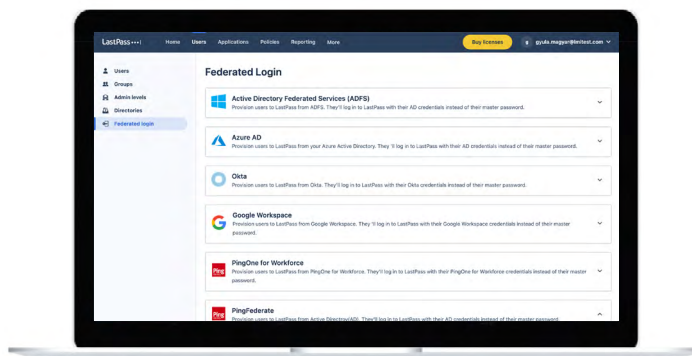 LastPass •••| Home Users Applications Policies Reporting More Buy licenses g gyula.magyar@lmitest.com
Users
Groups
Admin levels
Directories
Federated login
Federated Login
Active Directory Federated Services (ADFS)
Provision users to LastPass from ADFS. They'll log in to LastPass with their AD credentials instead of their master password.
Azure AD
Provision users to LastPass from your Azure Active Directory. They 'll log in to LastPass with their AD credentials instead of their master password.
Okta
Provision users to LastPass from Okta. They'll log in to LastPass with their Okta credentials instead of their master password.
Google Workspace
Provision users to LastPass from Google Workspace. They 'll log in to LastPass with their Google Workspace credentials instead of their master
password.
PingOne for Workforce
Ping
Provision users to LastPass from PingOne for Workforce. They'll log in to LastPass with their PingOne for Workforce credentials instead of their master
password.
PingFederate
Ping
Provision users to LastPass from Active Directroy(AD). They'll log in to LastPass with their AD credentials instead of their master password.